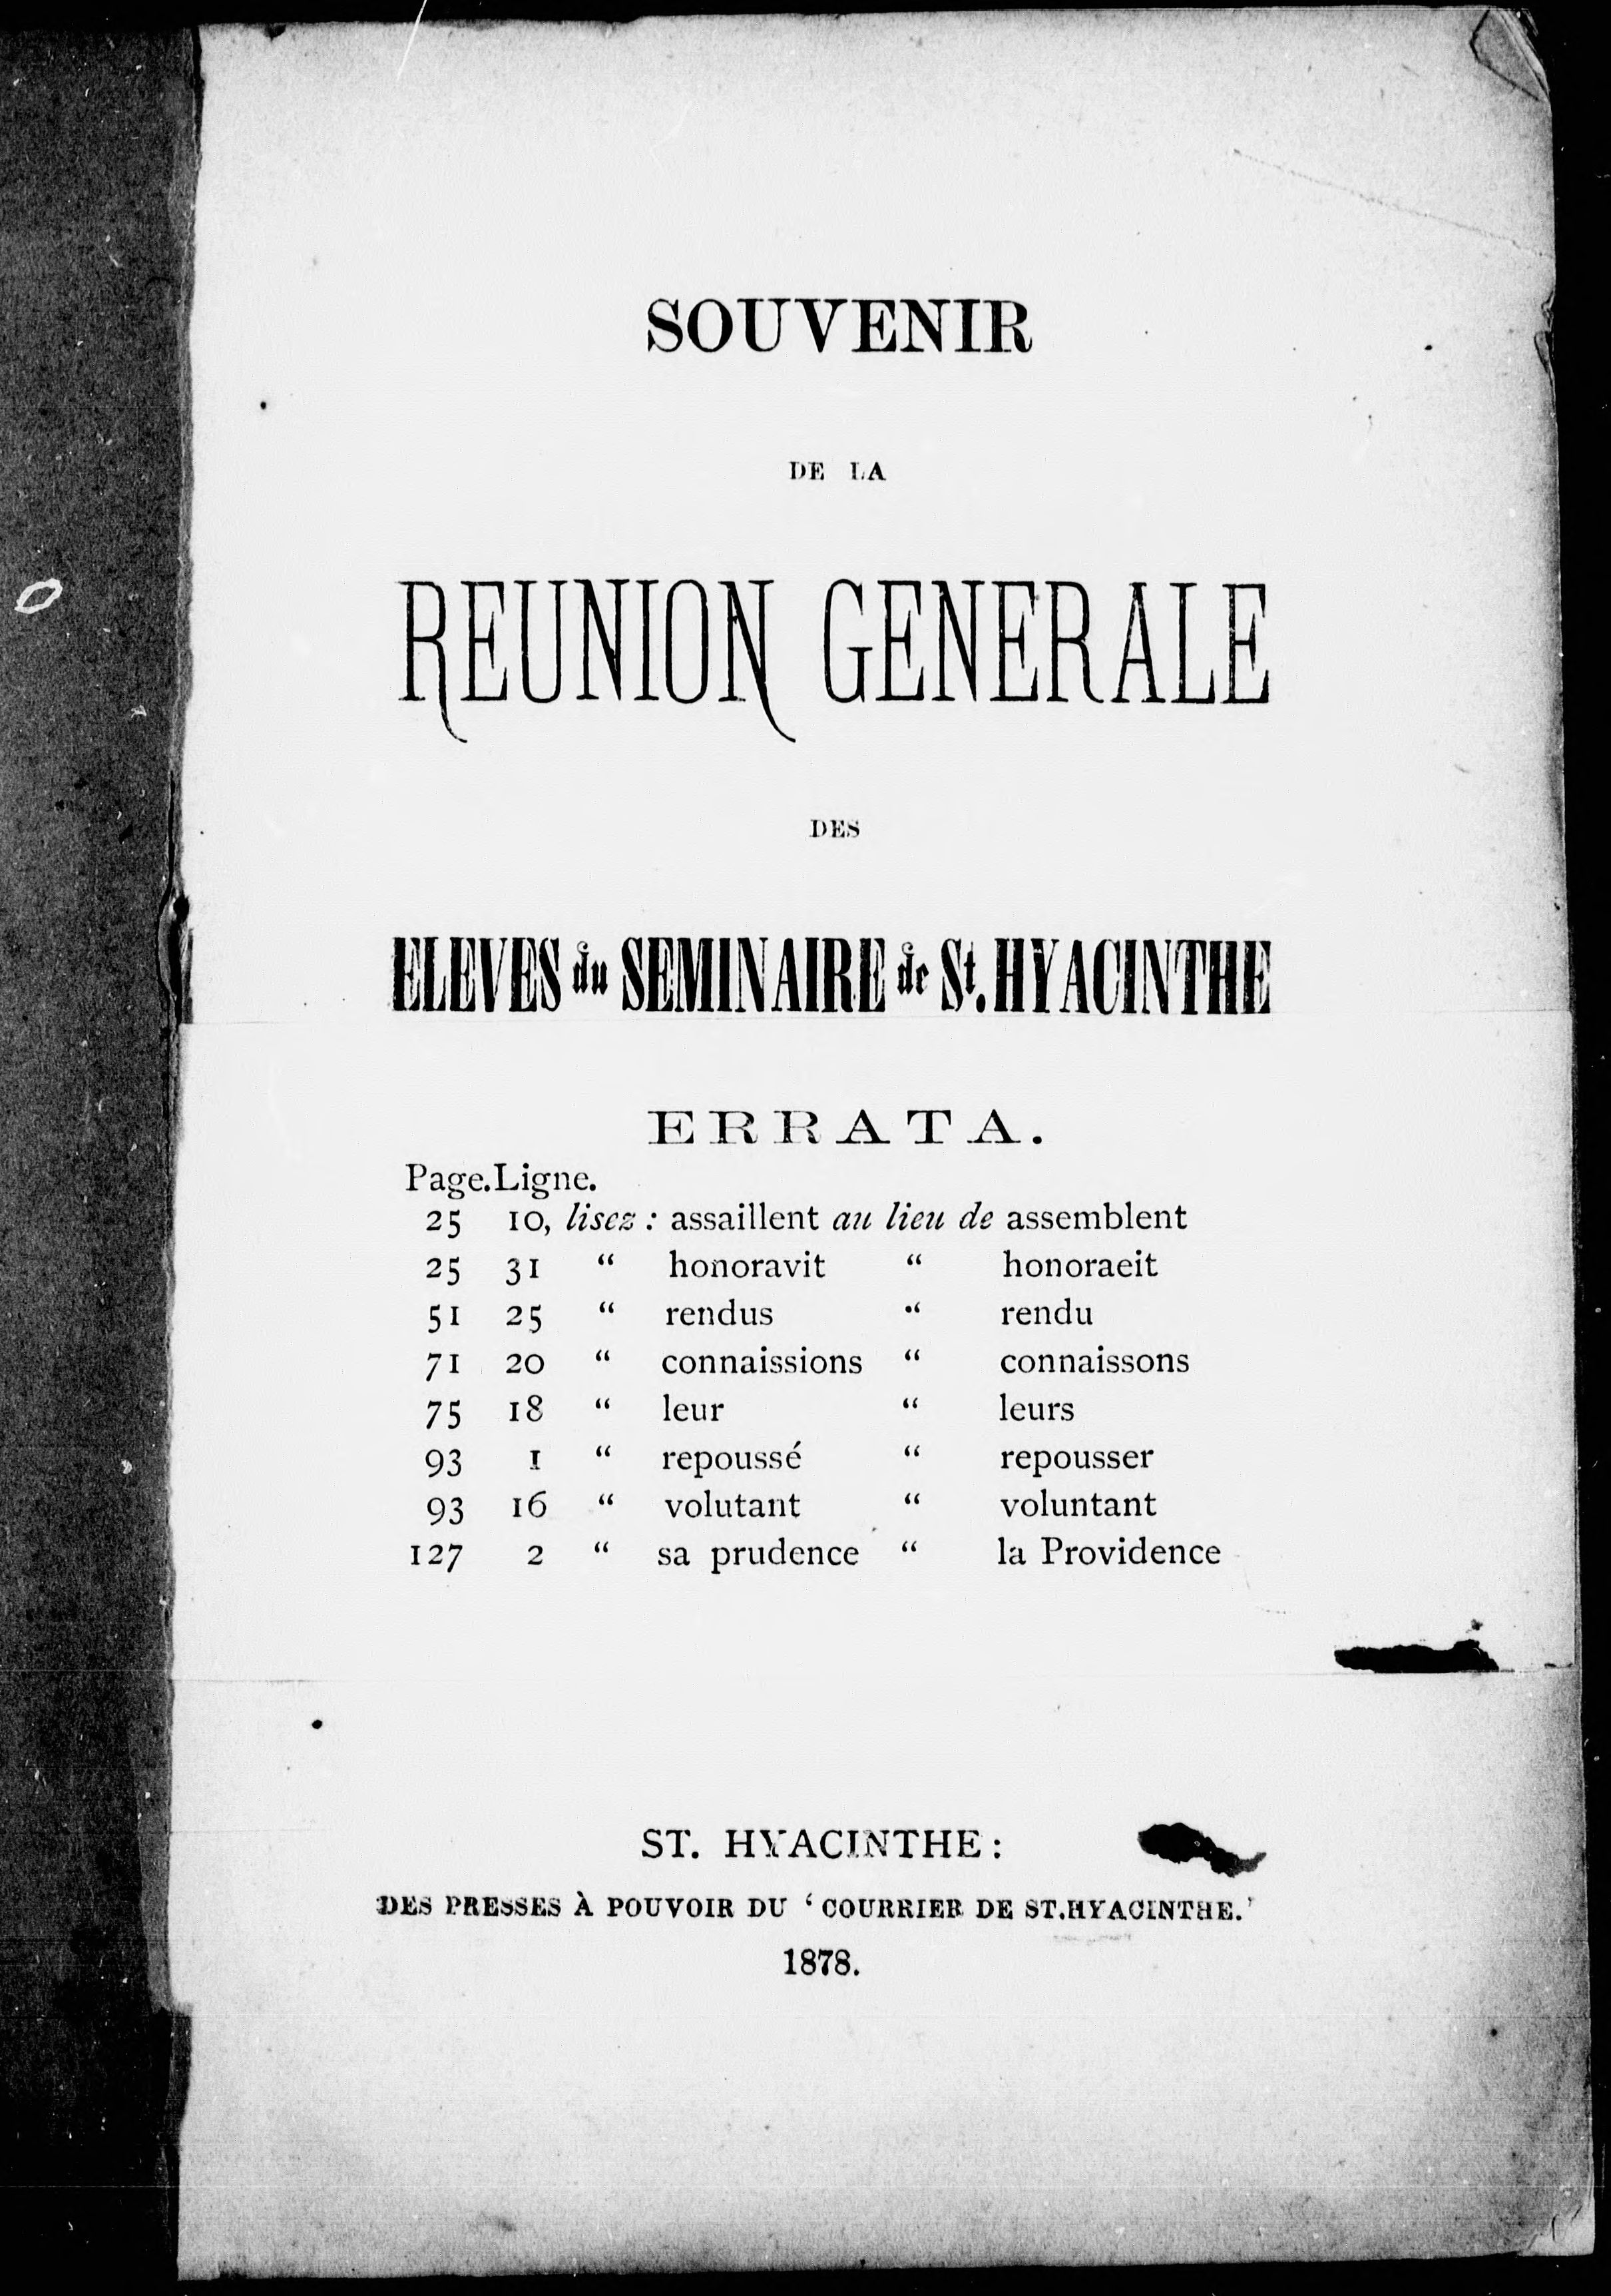 SOUVENIR
DE LA
REUNION GENERALE
DES
ELEVES du SEMINAIRE de St. HYACINTHE
ERRATA.
Page. Ligne.
25 10, lisez : assaillent au lieu de assemblent
25 31 “ honoravit “ honoraeit
51 25 “ rendus “ rendu
71 20 “ connaissions “ connaissons
75 18 “ leur “ leurs
93 1 “ repoussé “ repousser
93 16 “ volutant “ voluntant
127 2 “ sa prudence “ la Providence
ST. HYACINTHE :
DES PRESSES À POUVOIR DU ‘ COURRIER DE ST.HYACINTHE.’
1878.